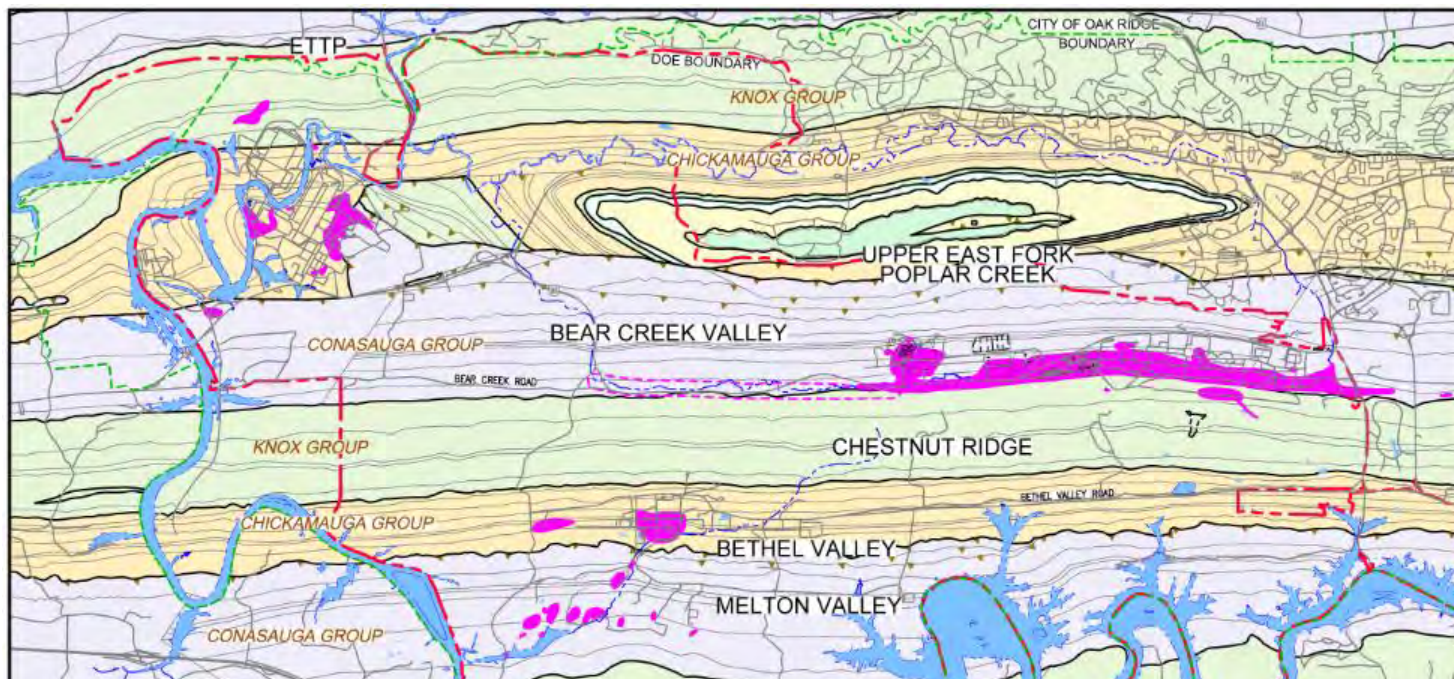 CITY OF OAK RIDGE
BOUNDARY
ETTP
DOE BOUNDARY
KNOX GROUP
CHICKAMAUGA GROUP
UPPER EAST FORK
POPLAR CREEK
BEAR CREEK VALLEY
CONASAUGA GROUP
BEAR CREEK ROAD
KNOX GROUP
CHESTNUT RIDGE
BETHEL VALLEY ROAD
CHICKAMAUGA GROUP
BETHEL VALLEY
MELTON VALLEY
CONASAUGA GROUP